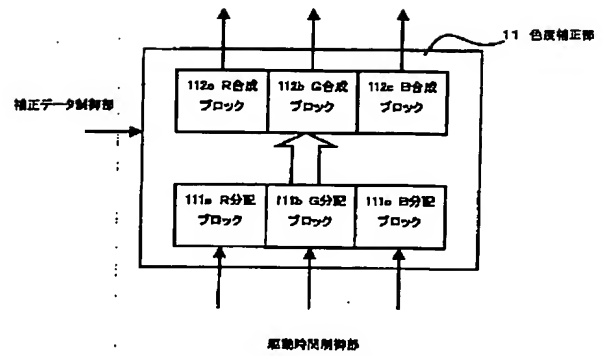 11 色度補正部
112a R合成
ブロック
112b G合成
ブロック
112c B合成
ブロック
補正データ制御部
111a R分配
ブロック
111b G分配
ブロック
111c B分配
ブロック
駆動時間制御部